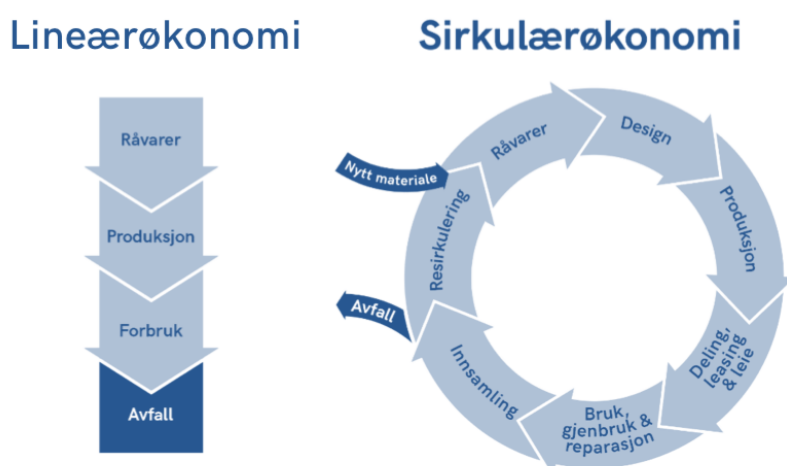 Lineærøkonomi
Råvarer
Produksjon
Forbruk
Avfall
Sirkulærøkonomi
Nytt materiale
Råvarer
Design
Produksjon
Deling,
leasing
& leie
Bruk,
gjenbruk &
reparasjon
Innsamling
Avfall
Resirkulering